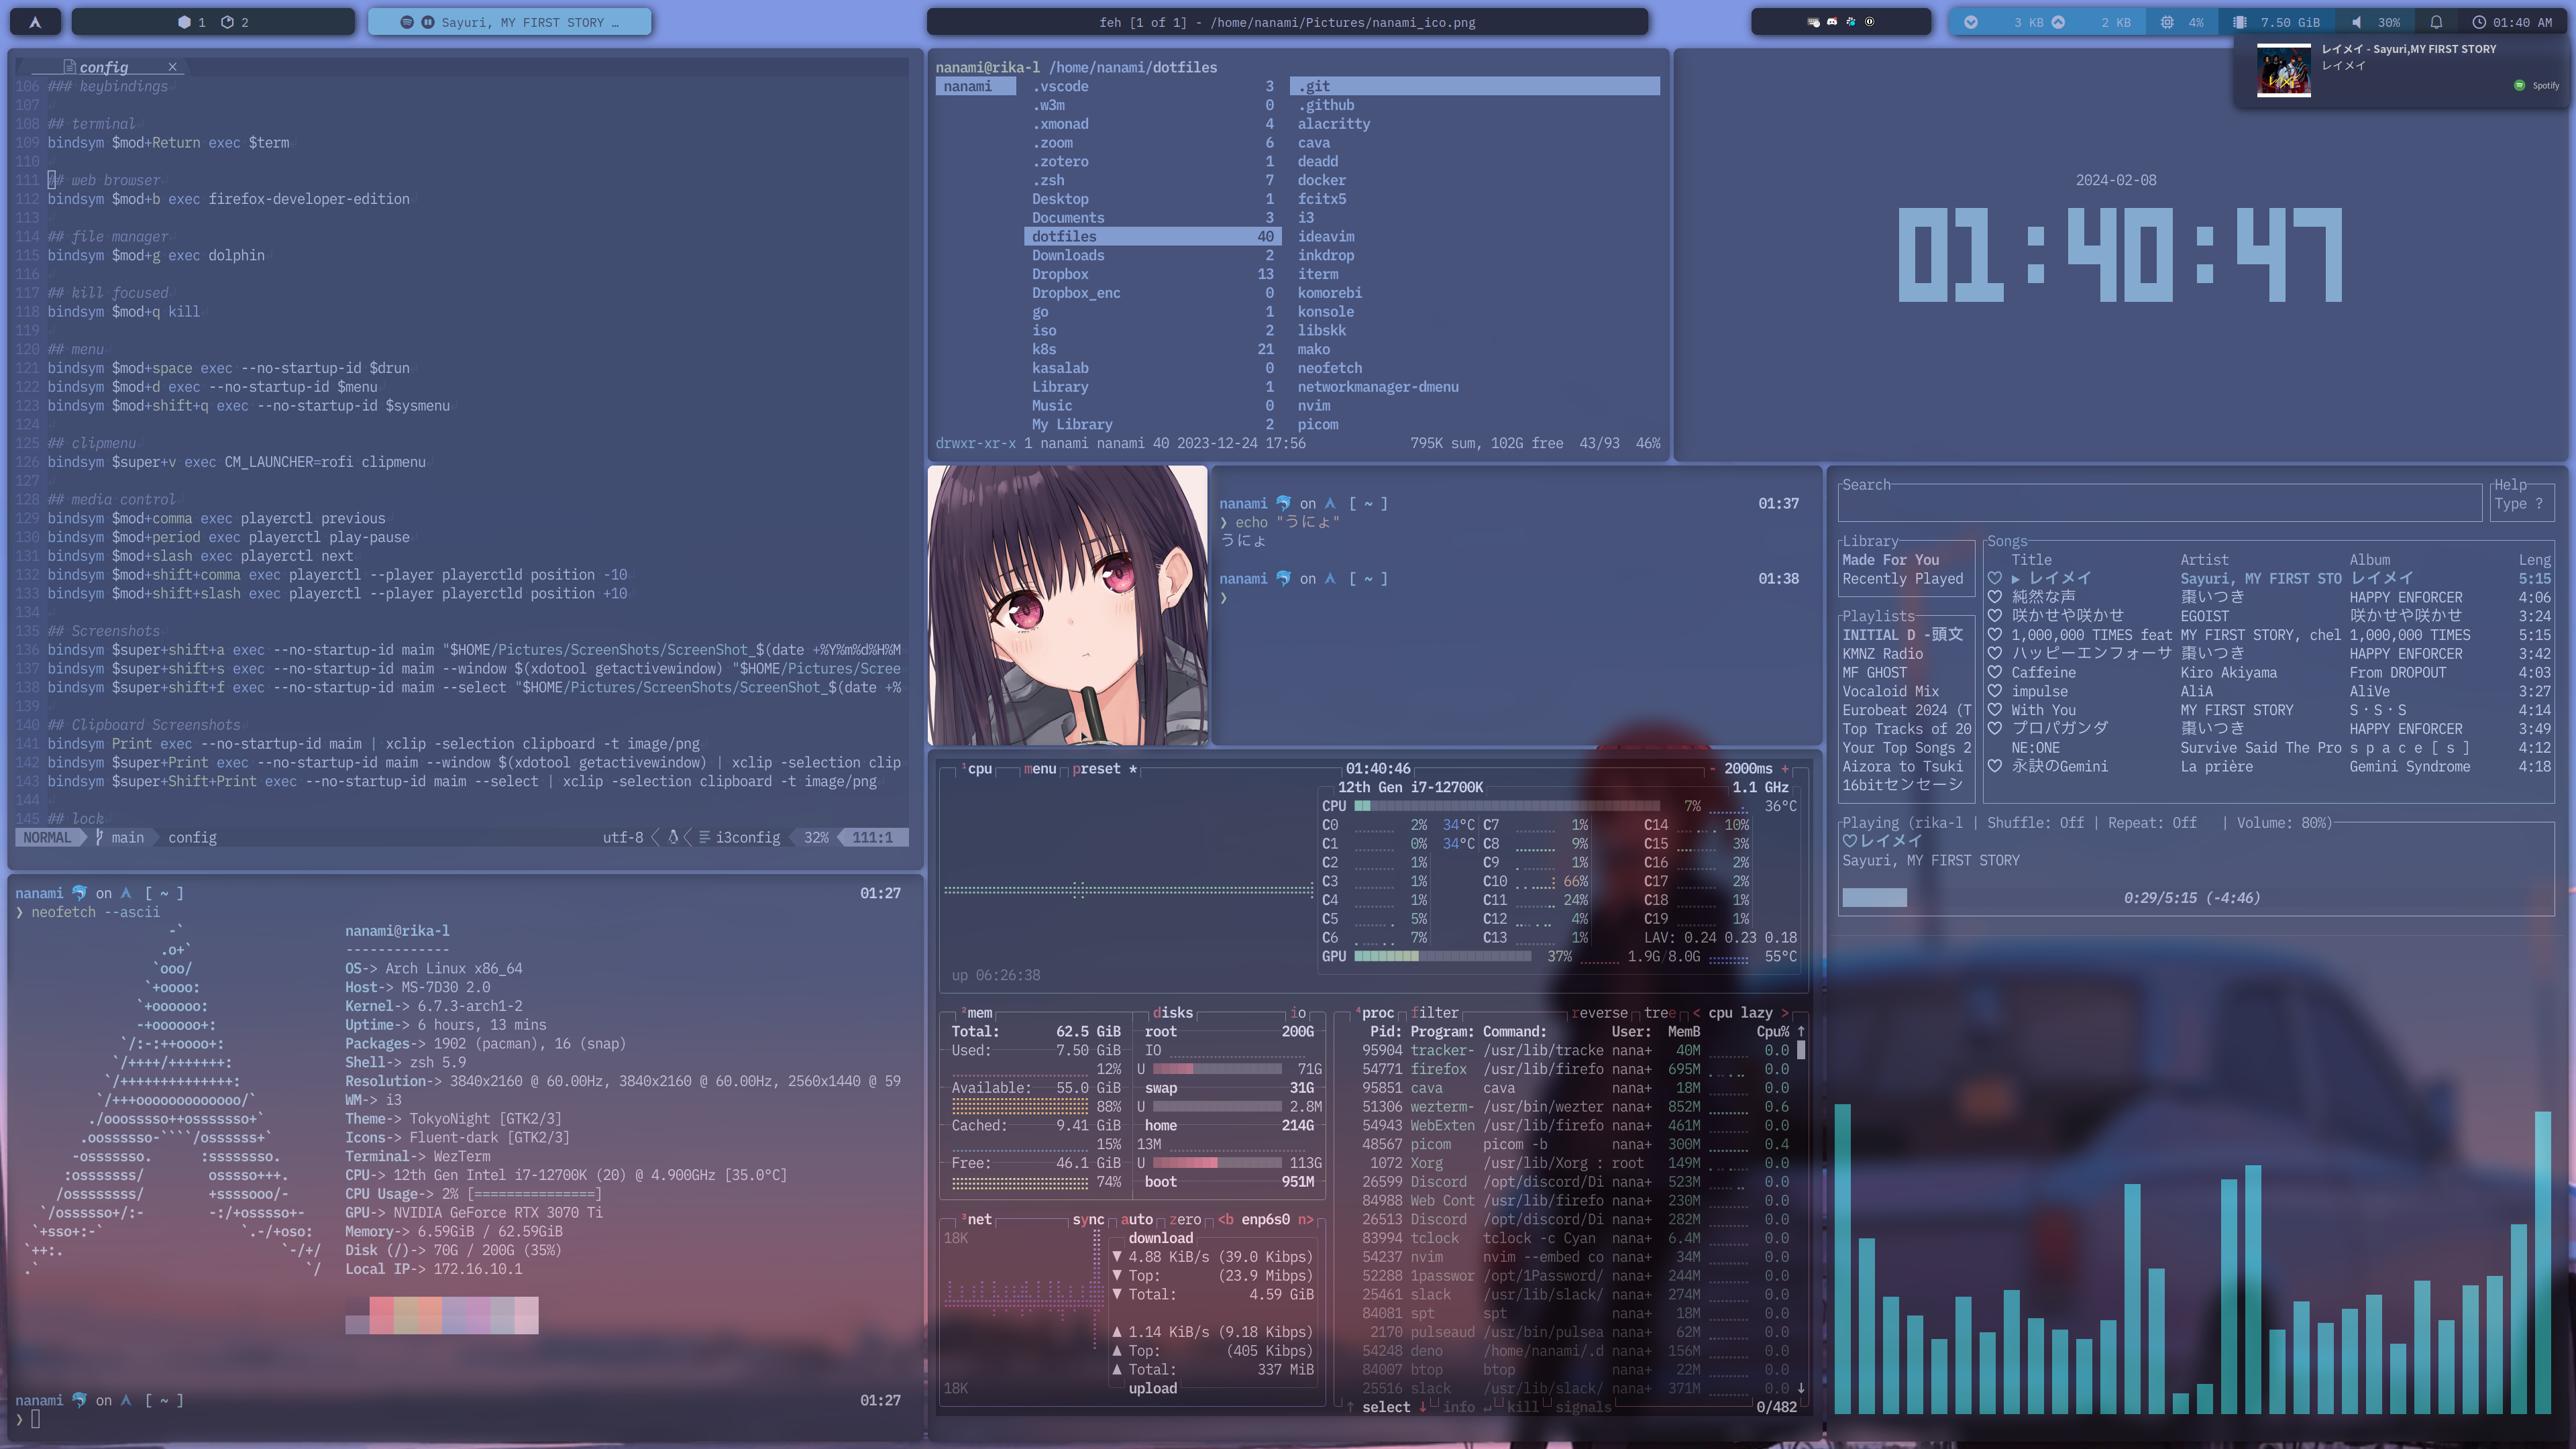 1 2
Sayuri, MY FIRST STORY …
feh [1 of 1] - /home/nanami/Pictures/nanami_ico.png
3 KB 2 KB 4% 7.50 GiB 30% 01:40 AM
レイメイ - Sayuri,MY FIRST STORY
レイメイ
Spotify
config ×
106 ### keybindings
107
108 ## terminal
109 bindsym $mod+Return exec $term
110
111 ## web browser
112 bindsym $mod+b exec firefox-developer-edition
113
114 ## file manager
115 bindsym $mod+g exec dolphin
116
117 ## kill focused
118 bindsym $mod+q kill
119
120 ## menu
121 bindsym $mod+space exec --no-startup-id $drun
122 bindsym $mod+d exec --no-startup-id $menu
123 bindsym $mod+shift+q exec --no-startup-id $sysmenu
124
125 ## clipmenu
126 bindsym $super+v exec CM_LAUNCHER=rofi clipmenu
127
128 ## media control
129 bindsym $mod+comma exec playerctl previous
130 bindsym $mod+period exec playerctl play-pause
131 bindsym $mod+slash exec playerctl next
132 bindsym $mod+shift+comma exec playerctl --player playerctld position -10
133 bindsym $mod+shift+slash exec playerctl --player playerctld position +10
134
135 ## Screenshots
136 bindsym $super+shift+a exec --no-startup-id maim "$HOME/Pictures/ScreenShots/ScreenShot_$(date +%Y%m%d%H%M
137 bindsym $super+shift+s exec --no-startup-id maim --window $(xdotool getactivewindow) "$HOME/Pictures/Scree
138 bindsym $super+shift+f exec --no-startup-id maim --select "$HOME/Pictures/ScreenShots/ScreenShot_$(date +%
139
140 ## Clipboard Screenshots
141 bindsym Print exec --no-startup-id maim | xclip -selection clipboard -t image/png
142 bindsym $super+Print exec --no-startup-id maim --window $(xdotool getactivewindow) | xclip -selection clip
143 bindsym $super+Shift+Print exec --no-startup-id maim --select | xclip -selection clipboard -t image/png
144
145 ## lock
NORMAL main config utf-8 i3config 32% 111:1
nanami on [ ~ ] 01:27
❯ neofetch --ascii
nanami@rika-l
-------------
OS-> Arch Linux x86_64
Host-> MS-7D30 2.0
Kernel-> 6.7.3-arch1-2
Uptime-> 6 hours, 13 mins
Packages-> 1902 (pacman), 16 (snap)
Shell-> zsh 5.9
Resolution-> 3840x2160 @ 60.00Hz, 3840x2160 @ 60.00Hz, 2560x1440 @ 59
WM-> i3
Theme-> TokyoNight [GTK2/3]
Icons-> Fluent-dark [GTK2/3]
Terminal-> WezTerm
CPU-> 12th Gen Intel i7-12700K (20) @ 4.900GHz [35.0°C]
CPU Usage-> 2% [===============]
GPU-> NVIDIA GeForce RTX 3070 Ti
Memory-> 6.59GiB / 62.59GiB
Disk (/)-> 70G / 200G (35%)
Local IP-> 172.16.10.1
nanami on [ ~ ] 01:27
❯
nanami@rika-l /home/nanami/dotfiles
nanami .vscode 3 .git
.w3m 0 .github
.xmonad 4 alacritty
.zoom 6 cava
.zotero 1 deadd
.zsh 7 docker
Desktop 1 fcitx5
Documents 3 i3
dotfiles 40 ideavim
Downloads 2 inkdrop
Dropbox 13 iterm
Dropbox_enc 0 komorebi
go 1 konsole
iso 2 libskk
k8s 21 mako
kasalab 0 neofetch
Library 1 networkmanager-dmenu
Music 0 nvim
My Library 2 picom
drwxr-xr-x 1 nanami nanami 40 2023-12-24 17:56 795K sum, 102G free 43/93 46%
2024-02-08
01:40:47
nanami on [ ~ ] 01:37
❯ echo "うにょ"
うにょ
nanami on [ ~ ] 01:38
❯
¹cpu menu preset * 01:40:46 - 2000ms +
12th Gen i7-12700K 1.1 GHz
CPU 7% 36°C
C0 2% 34°C C7 1% C14 10%
C1 0% 34°C C8 9% C15 3%
C2 1% C9 1% C16 2%
C3 1% C10 66% C17 2%
C4 1% C11 24% C18 1%
C5 5% C12 4% C19 1%
C6 7% C13 1% LAV: 0.24 0.23 0.18
GPU 37% 1.9G/8.0G 55°C
up 06:26:38
²mem disks io
Total: 62.5 GiB root 200G
Used: 7.50 GiB IO
12% U 71G
Available: 55.0 GiB swap 31G
88% U 2.8M
Cached: 9.41 GiB home 214G
15% 13M
Free: 46.1 GiB U 113G
74% boot 951M
³net sync auto zero <b enp6s0 n>
18K download
▼ 4.88 KiB/s (39.0 Kibps)
▼ Top: (23.9 Mibps)
▼ Total: 4.59 GiB
▲ 1.14 KiB/s (9.18 Kibps)
▲ Top: (405 Kibps)
▲ Total: 337 MiB
18K upload
⁴proc filter reverse tree < cpu lazy >
Pid: Program: Command: User: MemB Cpu% ↑
95904 tracker- /usr/lib/tracke nana+ 40M 0.0
54771 firefox /usr/lib/firefo nana+ 695M 0.0
95851 cava cava nana+ 18M 0.0
51306 wezterm- /usr/bin/wezter nana+ 852M 0.6
54943 WebExten /usr/lib/firefo nana+ 461M 0.0
48567 picom picom -b nana+ 300M 0.4
1072 Xorg /usr/lib/Xorg : root 149M 0.0
26599 Discord /opt/discord/Di nana+ 523M 0.0
84988 Web Cont /usr/lib/firefo nana+ 230M 0.0
26513 Discord /opt/discord/Di nana+ 282M 0.0
83994 tclock tclock -c Cyan nana+ 6.4M 0.0
54237 nvim nvim --embed co nana+ 34M 0.0
52288 1passwor /opt/1Password/ nana+ 244M 0.0
25461 slack /usr/lib/slack/ nana+ 274M 0.0
84081 spt spt nana+ 18M 0.0
2170 pulseaud /usr/bin/pulsea nana+ 62M 0.0
54248 deno /home/nanami/.d nana+ 156M 0.0
84007 btop btop nana+ 22M 0.0
25516 slack /usr/lib/slack/ nana+ 371M 0.0 ↓
↑ select ↓ info ↵ kill signals 0/482
Search Help
Type ?
Library
Made For You
Recently Played
Playlists
INITIAL D -頭文
KMNZ Radio
MF GHOST
Vocaloid Mix
Eurobeat 2024 (T
Top Tracks of 20
Your Top Songs 2
Aizora to Tsuki
16bitセンセーシ
Songs
Title Artist Album Leng
♡ ▶ レイメイ Sayuri, MY FIRST STO レイメイ 5:15
♡ 純然な声 棗いつき HAPPY ENFORCER 4:06
♡ 咲かせや咲かせ EGOIST 咲かせや咲かせ 3:24
♡ 1,000,000 TIMES feat MY FIRST STORY, chel 1,000,000 TIMES 5:15
♡ ハッピーエンフォーサ 棗いつき HAPPY ENFORCER 3:42
♡ Caffeine Kiro Akiyama From DROPOUT 4:03
♡ impulse AliA AliVe 3:27
♡ With You MY FIRST STORY S・S・S 4:14
♡ プロパガンダ 棗いつき HAPPY ENFORCER 3:49
NE:ONE Survive Said The Pro s p a c e [ s ] 4:12
♡ 永訣のGemini La prière Gemini Syndrome 4:18
Playing (rika-l | Shuffle: Off | Repeat: Off | Volume: 80%)
♡レイメイ
Sayuri, MY FIRST STORY
0:29/5:15 (-4:46)